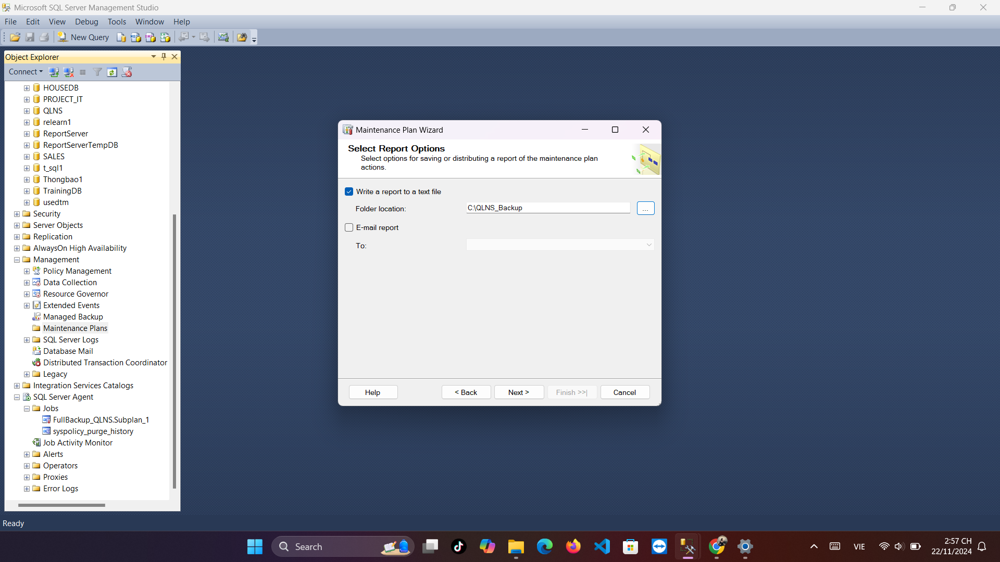 Microsoft SQL Server Management Studio
File Edit View Debug Tools Window Help
New Query
Object Explorer
Connect
HOUSEDB
PROJECT_IT
QLNS
relearn1
ReportServer
ReportServerTempDB
SALES
t_sql1
Thongbao1
TrainingDB
usedtm
Security
Server Objects
Replication
AlwaysOn High Availability
Management
Policy Management
Data Collection
Resource Governor
Extended Events
Managed Backup
Maintenance Plans
SQL Server Logs
Database Mail
Distributed Transaction Coordinator
Legacy
Integration Services Catalogs
SQL Server Agent
Jobs
FullBackup_QLNS.Subplan_1
syspolicy_purge_history
Job Activity Monitor
Alerts
Operators
Proxies
Error Logs
Maintenance Plan Wizard
Select Report Options
Select options for saving or distributing a report of the maintenance plan
actions.
Write a report to a text file
Folder location:
C:\QLNS_Backup
...
E-mail report
To:
Help
< Back
Next >
Finish >>|
Cancel
Ready
Search
VIE
2:57 CH
22/11/2024